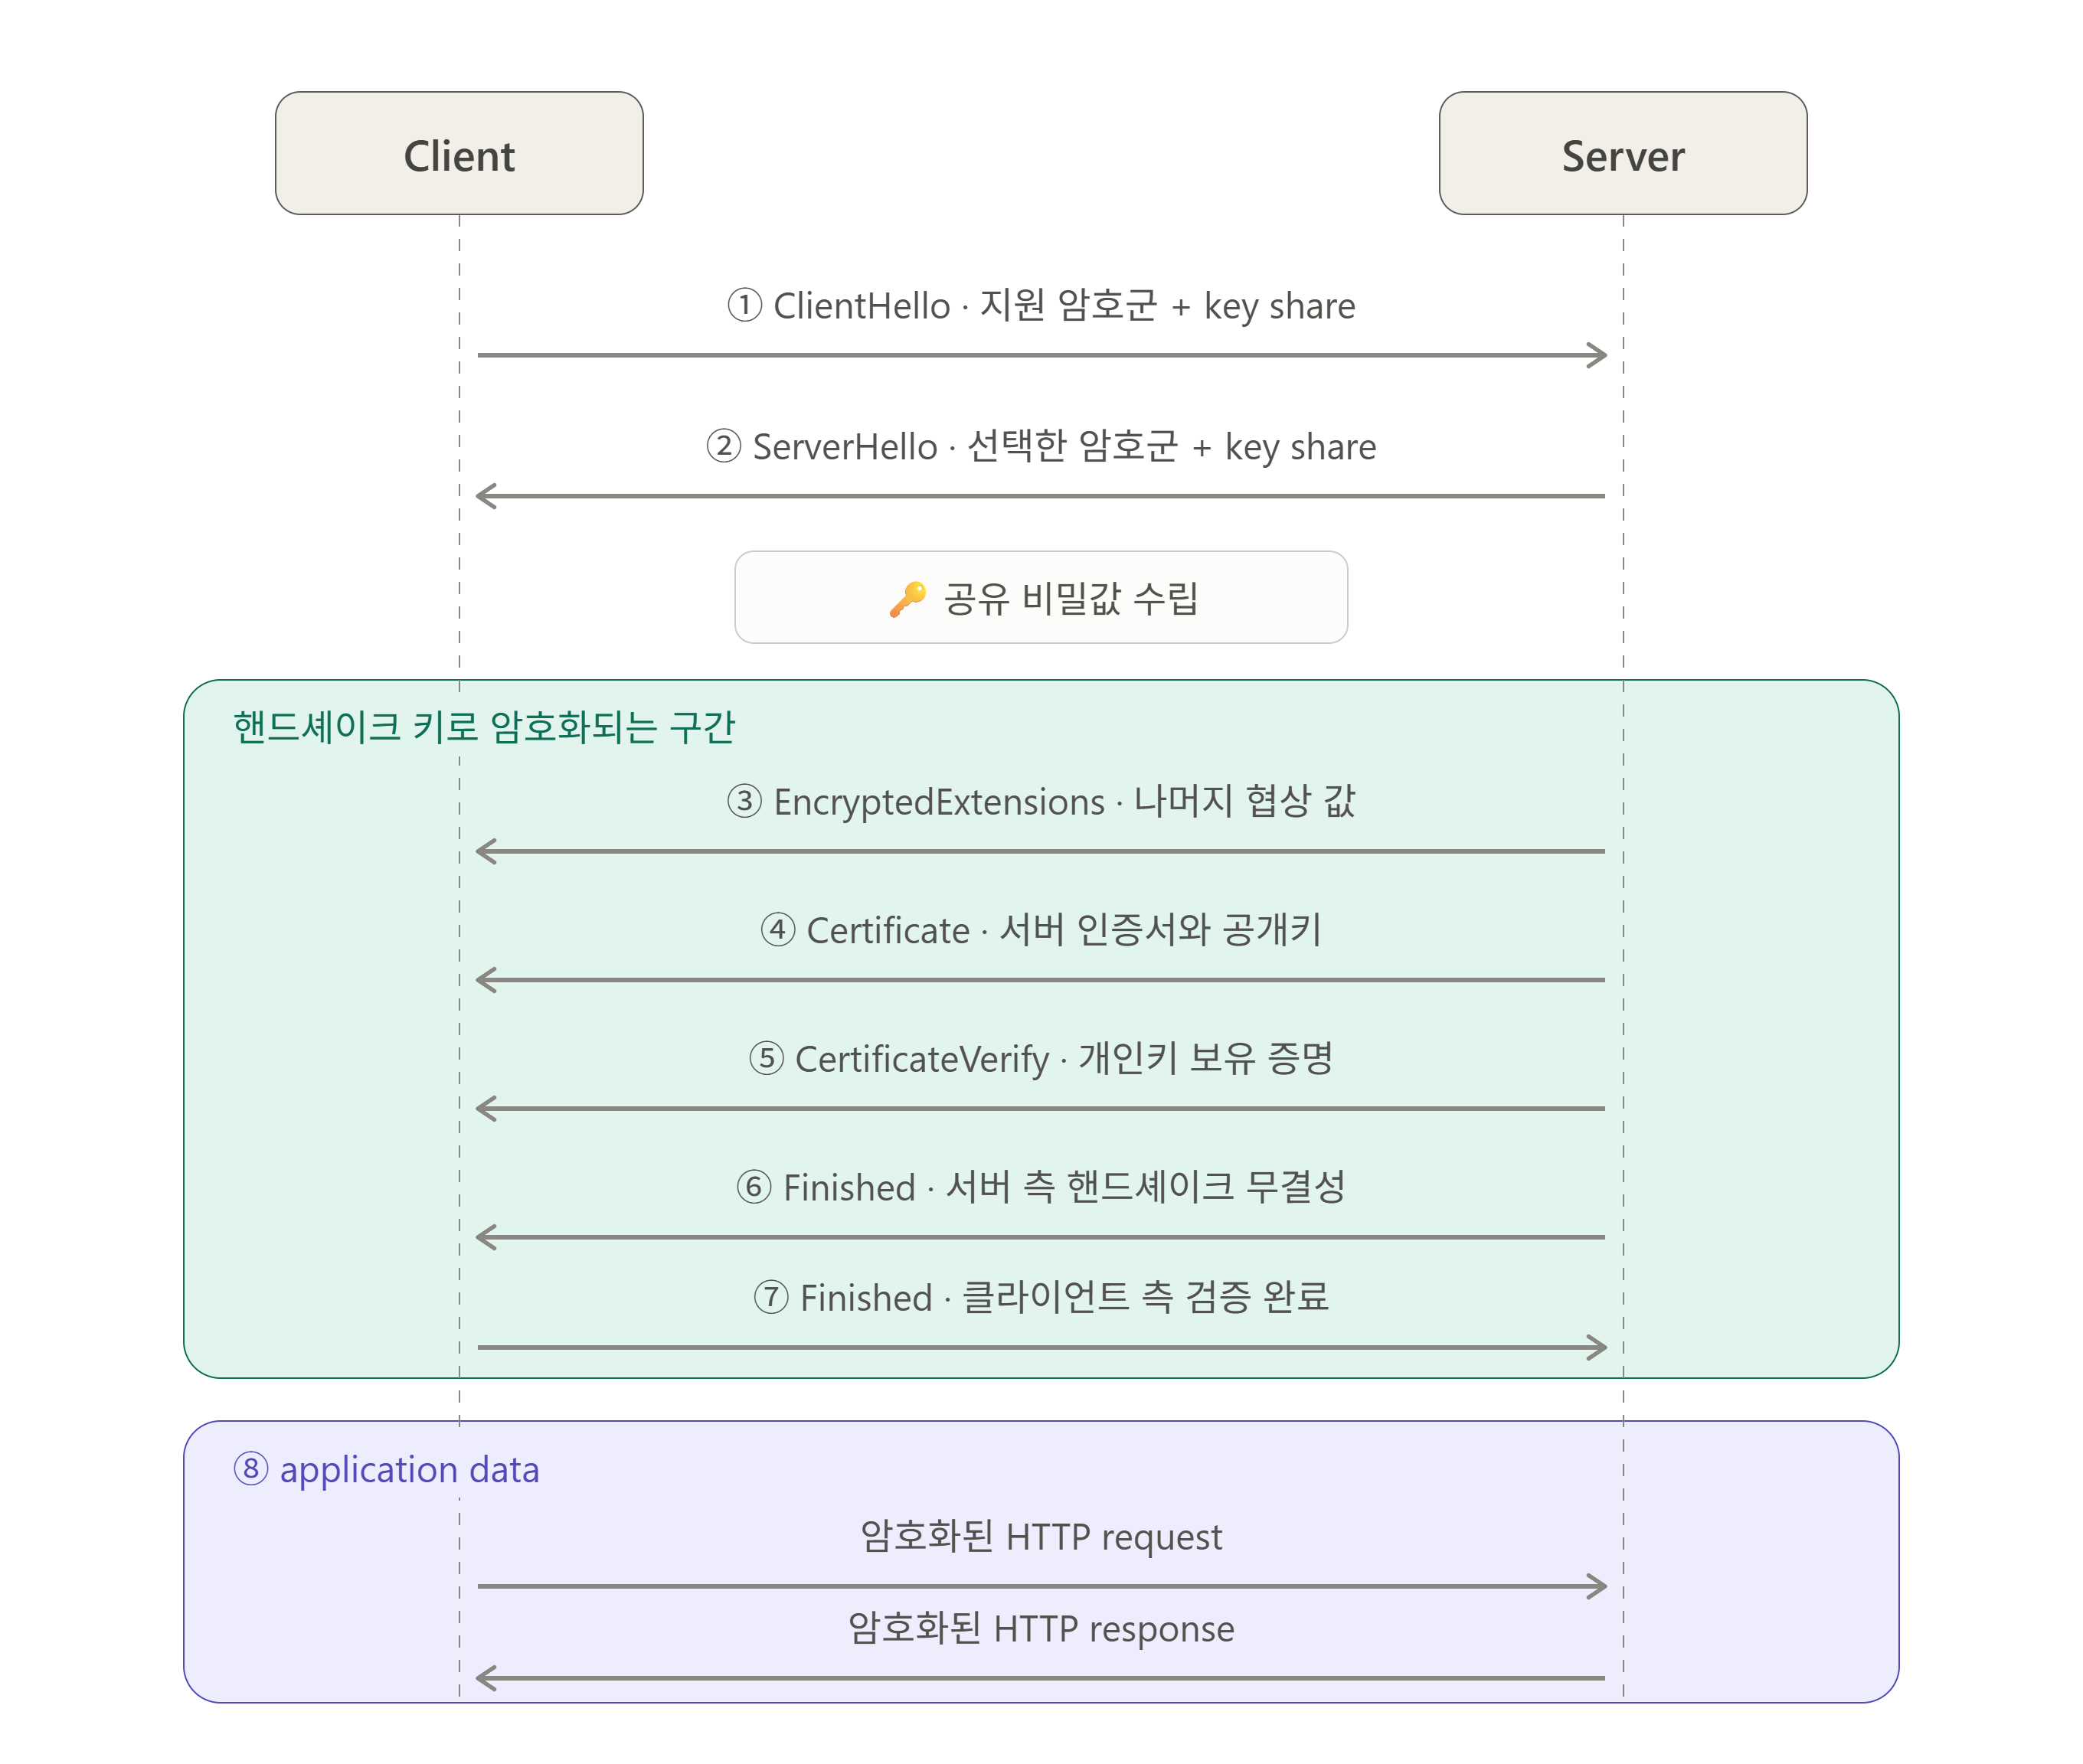 Client
Server
① ClientHello · 지원 암호군 + key share
② ServerHello · 선택한 암호군 + key share
🔑 공유 비밀값 수립
핸드셰이크 키로 암호화되는 구간
③ EncryptedExtensions · 나머지 협상 값
④ Certificate · 서버 인증서와 공개키
⑤ CertificateVerify · 개인키 보유 증명
⑥ Finished · 서버 측 핸드셰이크 무결성
⑦ Finished · 클라이언트 측 검증 완료
⑧ application data
암호화된 HTTP request
암호화된 HTTP response